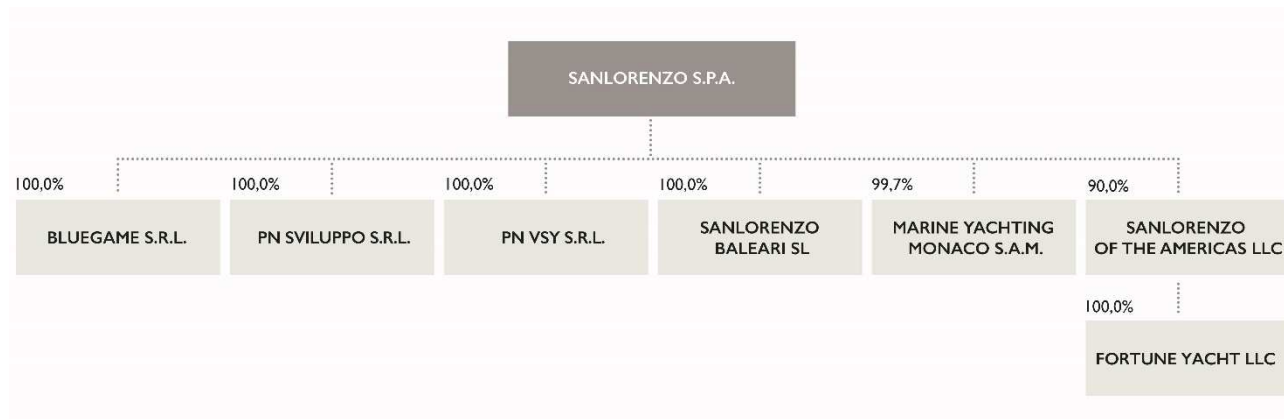 SANLORENZO S.P.A.
100,0%
100,0%
100,0%
100,0%
99,7%
90,0%
BLUEGAME S.R.L.
PN SVILUPPO S.R.L.
PN VSY S.R.L.
SANLORENZO
BALEARI SL
MARINE YACHTING
MONACO S.A.M.
SANLORENZO
OF THE AMERICAS LLC
100,0%
FORTUNE YACHT LLC